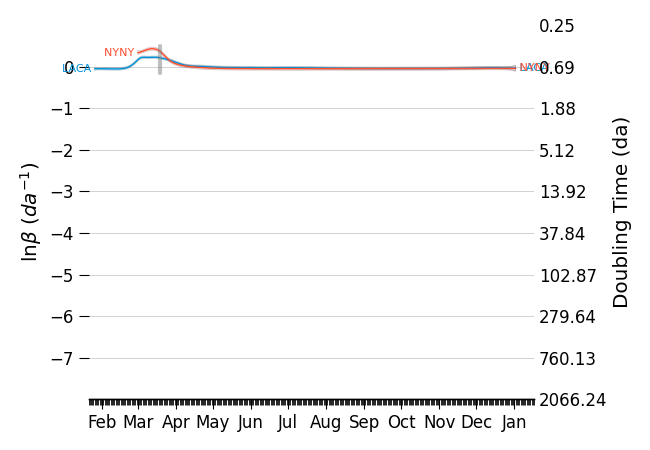 0.25
NYNY
LACA
0
LACA
NYNY
0.69
−1
1.88
−2
5.12
−3
13.92
−4
37.84
−5
102.87
−6
279.64
−7
760.13
2066.24
lnβ (da⁻¹)
Doubling Time (da)
Feb Mar Apr May Jun Jul Aug Sep Oct Nov Dec Jan